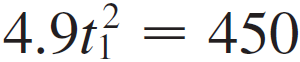 4.9t₁² = 450